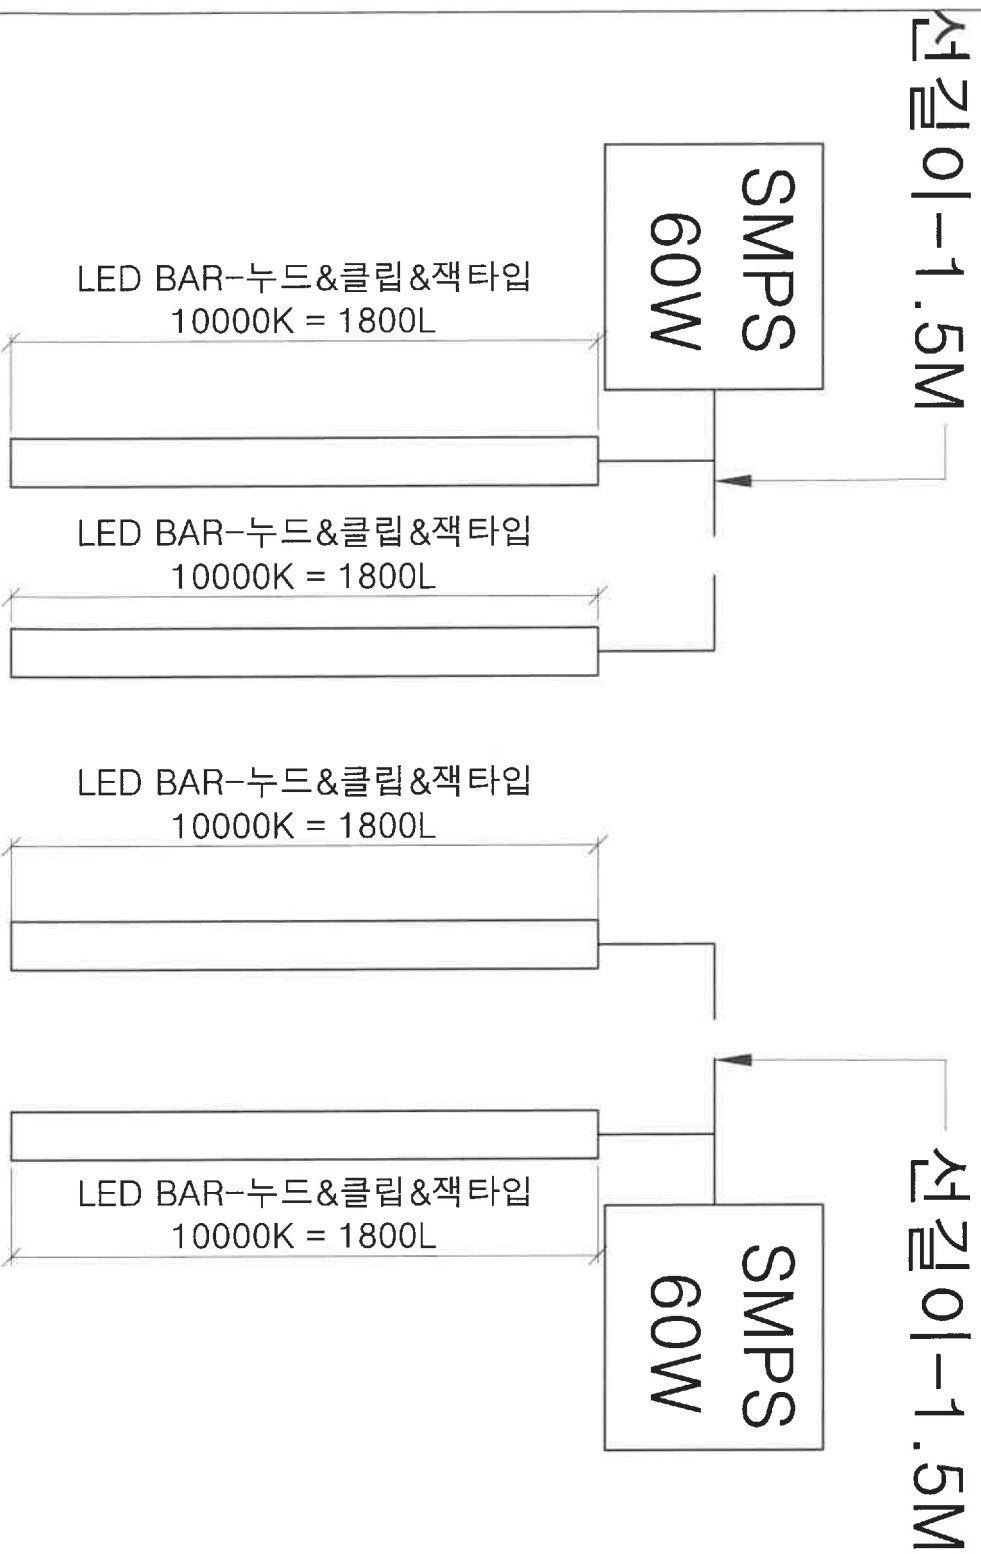 선길이-1.5M
SMPS
60W
LED BAR-누드&클립&잭타입
10000K = 1800L
LED BAR-누드&클립&잭타입
10000K = 1800L
LED BAR-누드&클립&잭타입
10000K = 1800L
LED BAR-누드&클립&잭타입
10000K = 1800L
SMPS
60W
선길이-1.5M